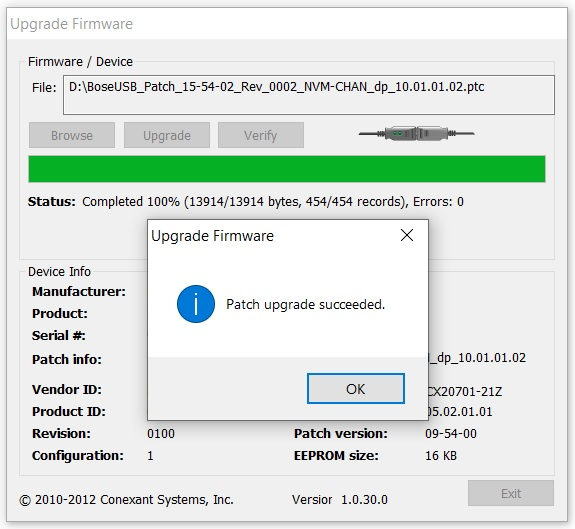 Upgrade Firmware
Firmware / Device
File: D:\BoseUSB_Patch_15-54-02_Rev_0002_NVM-CHAN_dp_10.01.01.02.ptc
Browse Upgrade Verify
Status: Completed 100% (13914/13914 bytes, 454/454 records), Errors: 0
Upgrade Firmware
Patch upgrade succeeded.
OK
Device Info
Manufacturer:
Product:
Serial #:
Patch info: _dp_10.01.01.02
Vendor ID: CX20701-21Z
Product ID: 05.02.01.01
Revision: 0100 Patch version: 09-54-00
Configuration: 1 EEPROM size: 16 KB
© 2010-2012 Conexant Systems, Inc. Version 1.0.30.0 Exit